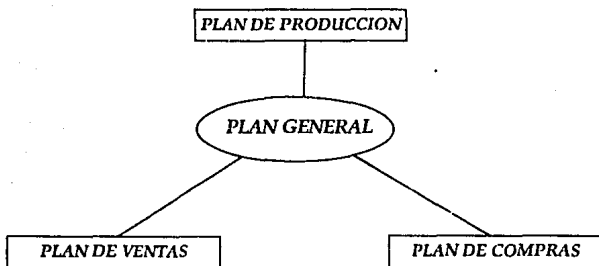 PLAN DE PRODUCCION
PLAN GENERAL
PLAN DE VENTAS
PLAN DE COMPRAS